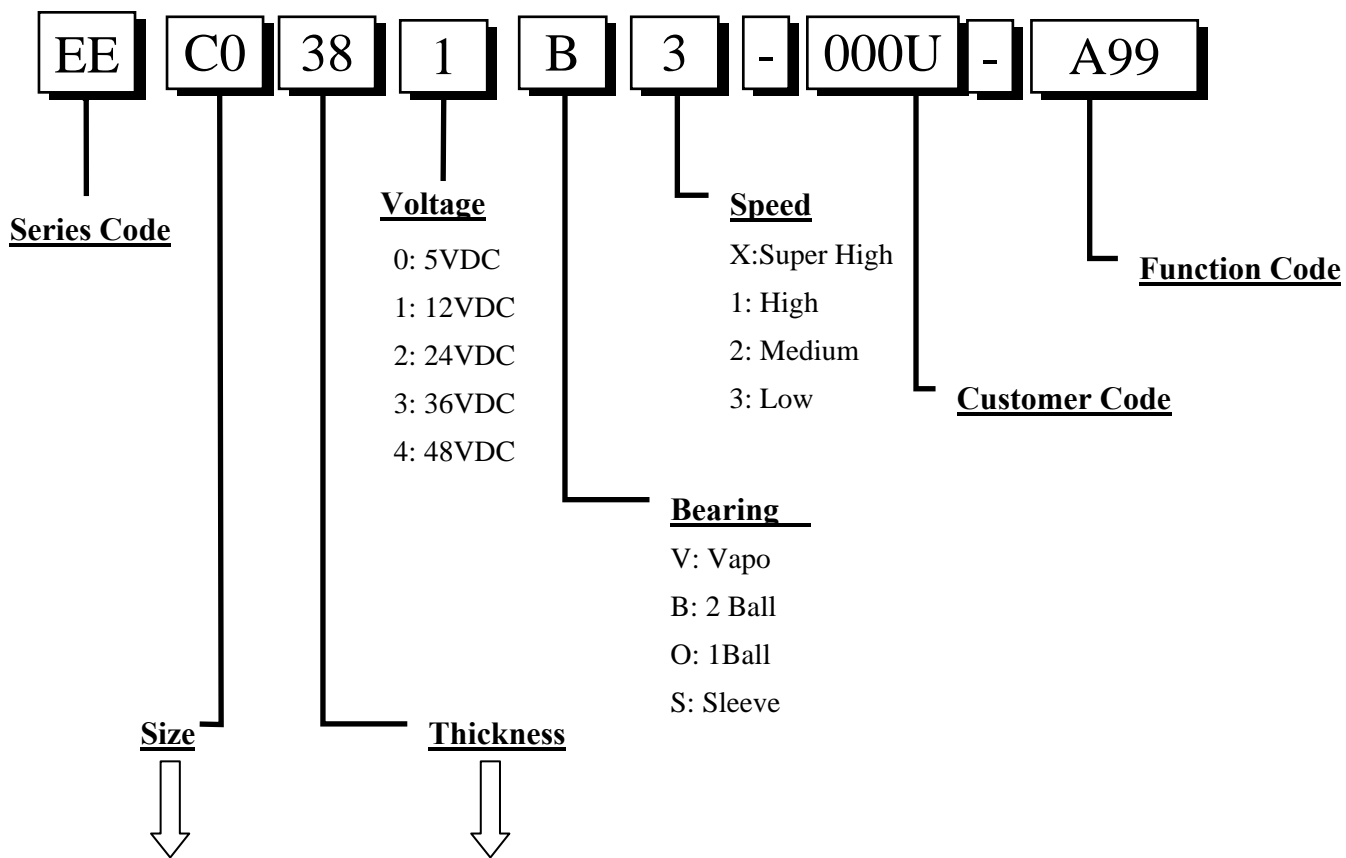 EE C0 38 1 B 3 - 000U - A99
Series Code
Voltage
0: 5VDC
1: 12VDC
2: 24VDC
3: 36VDC
4: 48VDC
Speed
X:Super High
1: High
2: Medium
3: Low
Function Code
Customer Code
Bearing
V: Vapo
B: 2 Ball
O: 1Ball
S: Sleeve
Size
Thickness